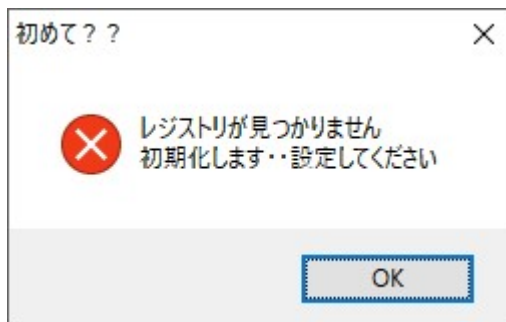 初めて？？
レジストリが見つかりません
初期化します・・設定してください
OK